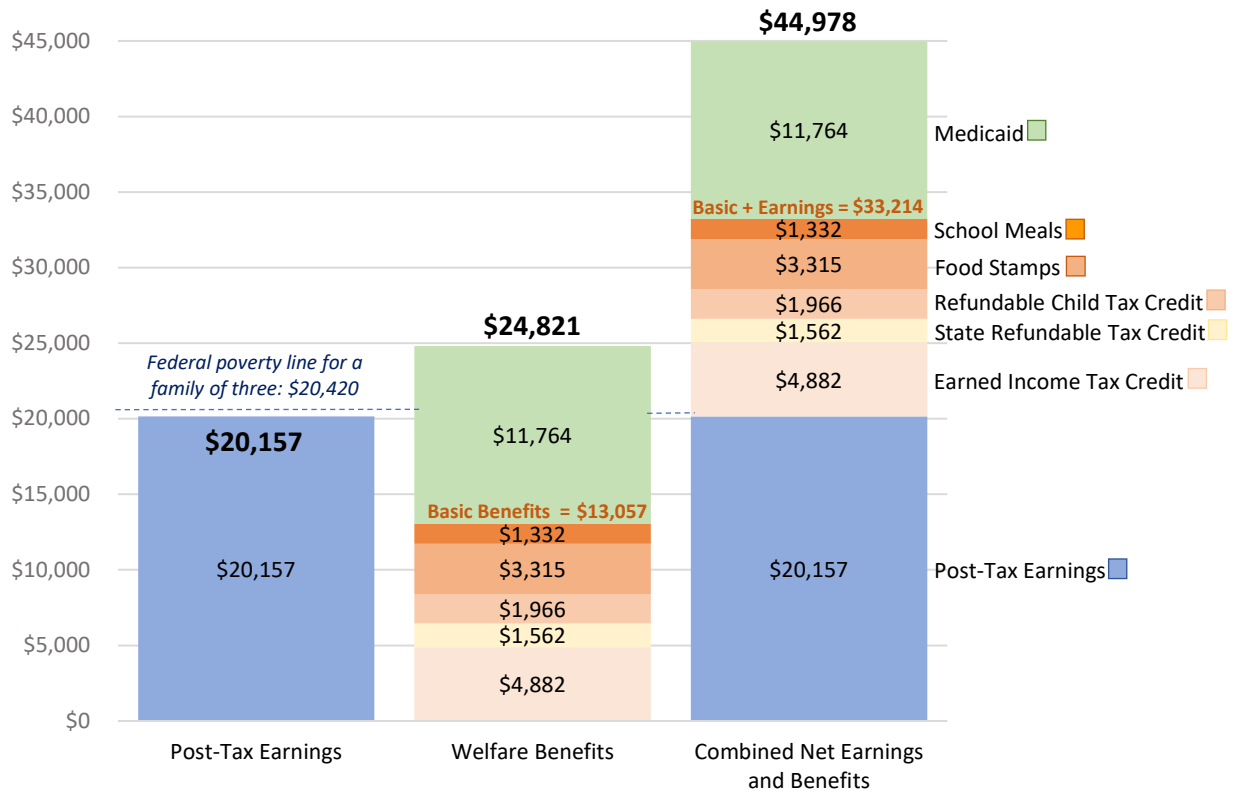 $44,978
$45,000
$40,000
$11,764
Medicaid
$35,000
Basic + Earnings = $33,214
$1,332
School Meals
$30,000
$3,315
Food Stamps
$1,966
Refundable Child Tax Credit
$24,821
$1,562
State Refundable Tax Credit
$25,000
Federal poverty line for a
family of three: $20,420
$4,882
Earned Income Tax Credit
$20,000
$20,157
$11,764
$15,000
Basic Benefits = $13,057
$1,332
$10,000
$20,157
$3,315
$20,157
Post-Tax Earnings
$1,966
$5,000
$1,562
$4,882
$0
Post-Tax Earnings
Welfare Benefits
Combined Net Earnings
and Benefits